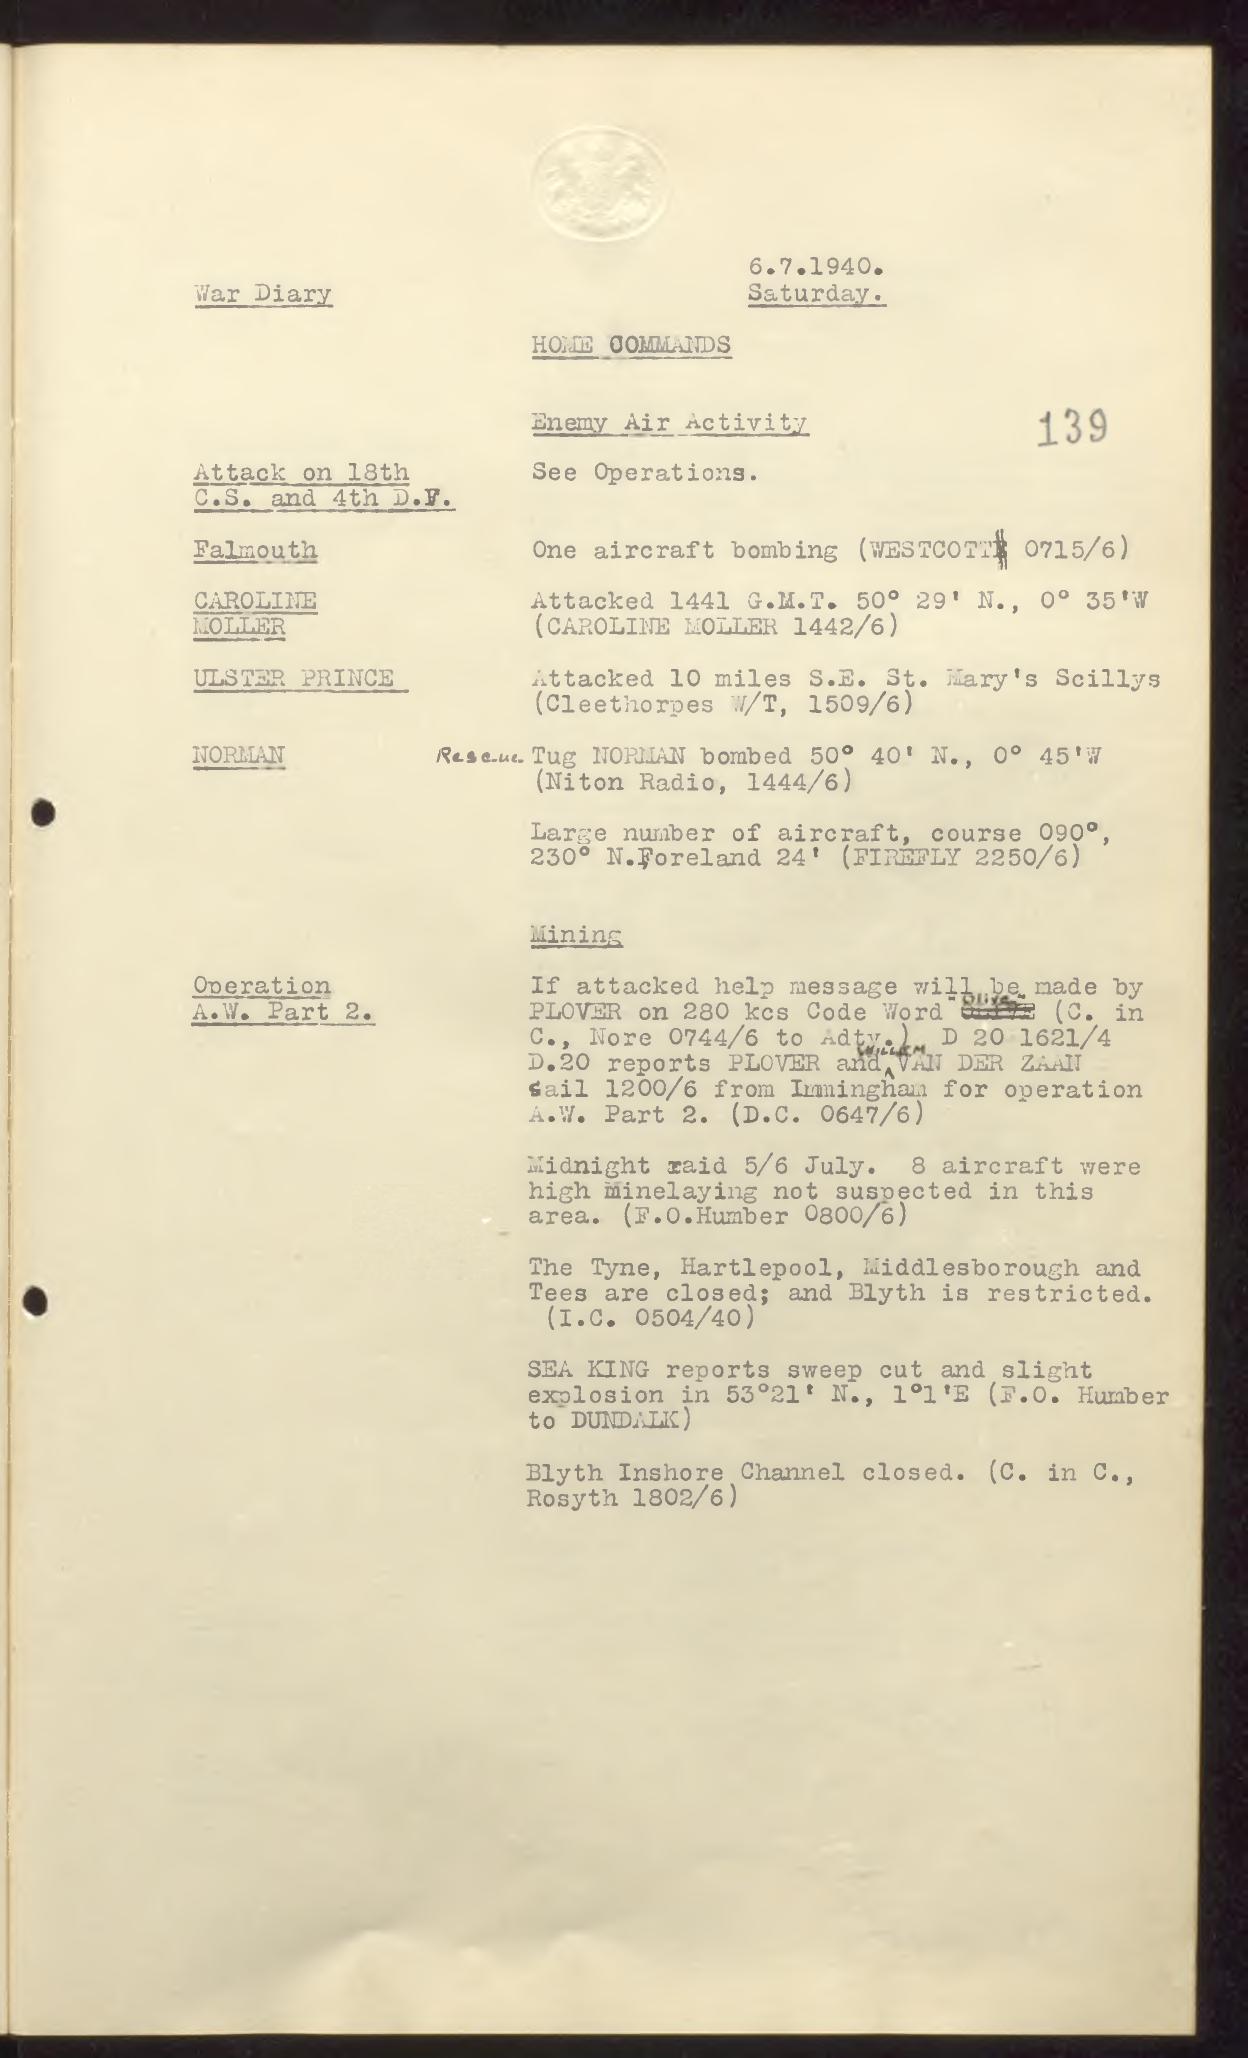 6.7.1940.
War Diary
Saturday.
HOME COMMANDS
Enemy Air Activity
139
Attack on 18th
C.S. and 4th D.F.
See Operations.
Falmouth
One aircraft bombing (WESTCOTT 0715/6)
CAROLINE
MOLLER
Attacked 1441 G.M.T. 50° 29' N., 0° 35'W
(CAROLINE MOLLER 1442/6)
ULSTER PRINCE
Attacked 10 miles S.E. St. Mary's Scillys
(Cleethorpes W/T, 1509/6)
NORMAN
Rescue Tug NORMAN bombed 50° 40' N., 0° 45'W
(Niton Radio, 1444/6)
Large number of aircraft, course 090°,
230° N.Foreland 24' (FIREFLY 2250/6)
Mining
Operation
A.W. Part 2.
If attacked help message will be made by
PLOVER on 280 kcs Code Word "Olive" (C. in
C., Nore 0744/6 to Adty.) D 20 1621/4
D.20 reports PLOVER and WILLEM VAN DER ZAAN
sail 1200/6 from Immingham for operation
A.W. Part 2. (D.C. 0647/6)
Midnight raid 5/6 July. 8 aircraft were
high minelaying not suspected in this
area. (F.O.Humber 0800/6)
The Tyne, Hartlepool, Middlesborough and
Tees are closed; and Blyth is restricted.
(I.C. 0504/40)
SEA KING reports sweep cut and slight
explosion in 53°21' N., 1°1'E (F.O. Humber
to DUNDALK)
Blyth Inshore Channel closed. (C. in C.,
Rosyth 1802/6)